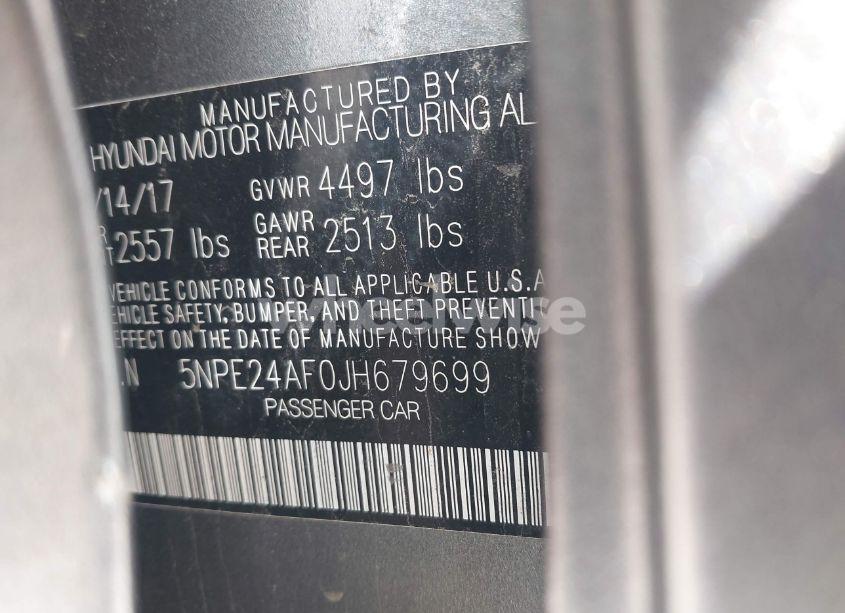 MANUFACTURED BY
HYUNDAI MOTOR MANUFACTURING AL
/14/17 GVWR 4497 lbs
2557 lbs GAWR REAR 2513 lbs
VEHICLE CONFORMS TO ALL APPLICABLE U.S.A
VEHICLE SAFETY, BUMPER, AND THEFT PREVENTI
EFFECT ON THE DATE OF MANUFACTURE SHOW
.N 5NPE24AF0JH679699
PASSENGER CAR
wheelwise